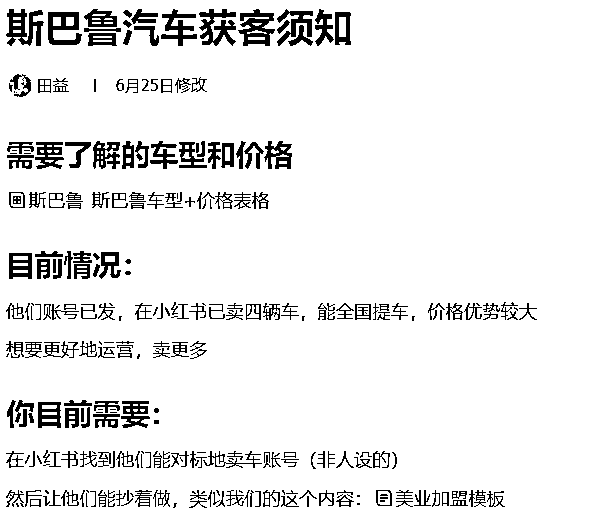 斯巴鲁汽车获客须知
田益 | 6月25日修改
需要了解的车型和价格
斯巴鲁 斯巴鲁车型+价格表格
目前情况：
他们账号已发，在小红书已卖四辆车，能全国提车，价格优势较大
想要更好地运营，卖更多
你目前需要：
在小红书找到他们能对标地卖车账号（非人设的）
然后让他们能抄着做，类似我们的这个内容：美业加盟模板